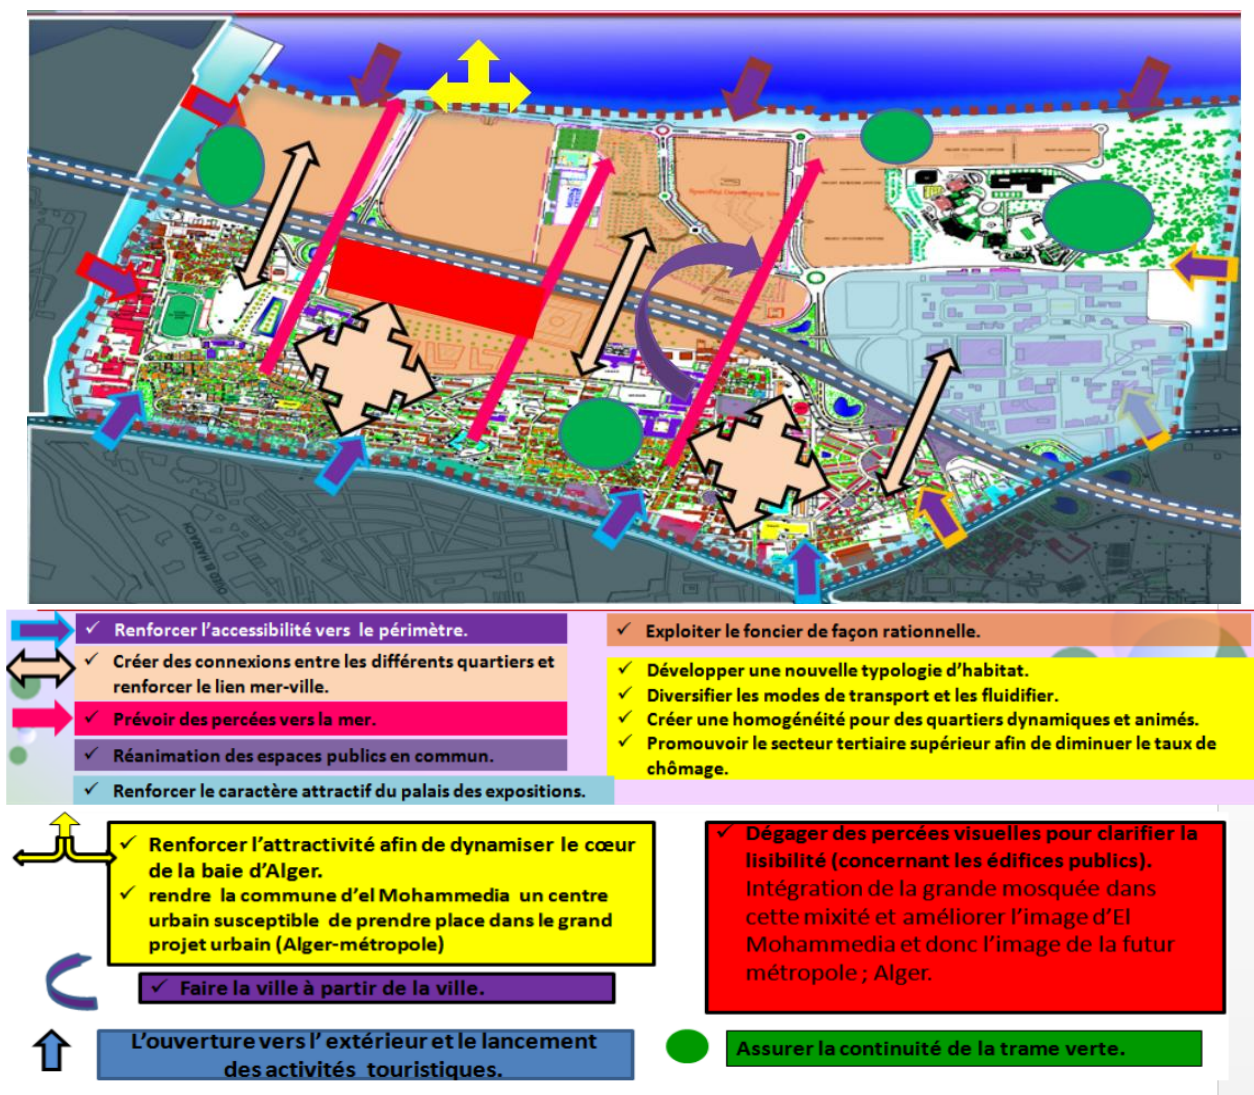 OUED EL HARRACH
✓ Renforcer l’accessibilité vers le périmètre.
✓ Créer des connexions entre les différents quartiers et
renforcer le lien mer-ville.
✓ Prévoir des percées vers la mer.
✓ Réanimation des espaces publics en commun.
✓ Renforcer le caractère attractif du palais des expositions.
✓ Exploiter le foncier de façon rationnelle.
✓ Développer une nouvelle typologie d’habitat.
✓ Diversifier les modes de transport et les fluidifier.
✓ Créer une homogénéité pour des quartiers dynamiques et animés.
✓ Promouvoir le secteur tertiaire supérieur afin de diminuer le taux de
chômage.
✓ Renforcer l’attractivité afin de dynamiser le cœur
de la baie d’Alger.
✓ rendre la commune d’el Mohammedia un centre
urbain susceptible de prendre place dans le grand
projet urbain (Alger-métropole)
✓ Faire la ville à partir de la ville.
L’ouverture vers l’ extérieur et le lancement
des activités touristiques.
✓ Dégager des percées visuelles pour clarifier la
lisibilité (concernant les édifices publics).
Intégration de la grande mosquée dans
cette mixité et améliorer l’image d’El
Mohammedia et donc l’image de la futur
métropole ; Alger.
Assurer la continuité de la trame verte.